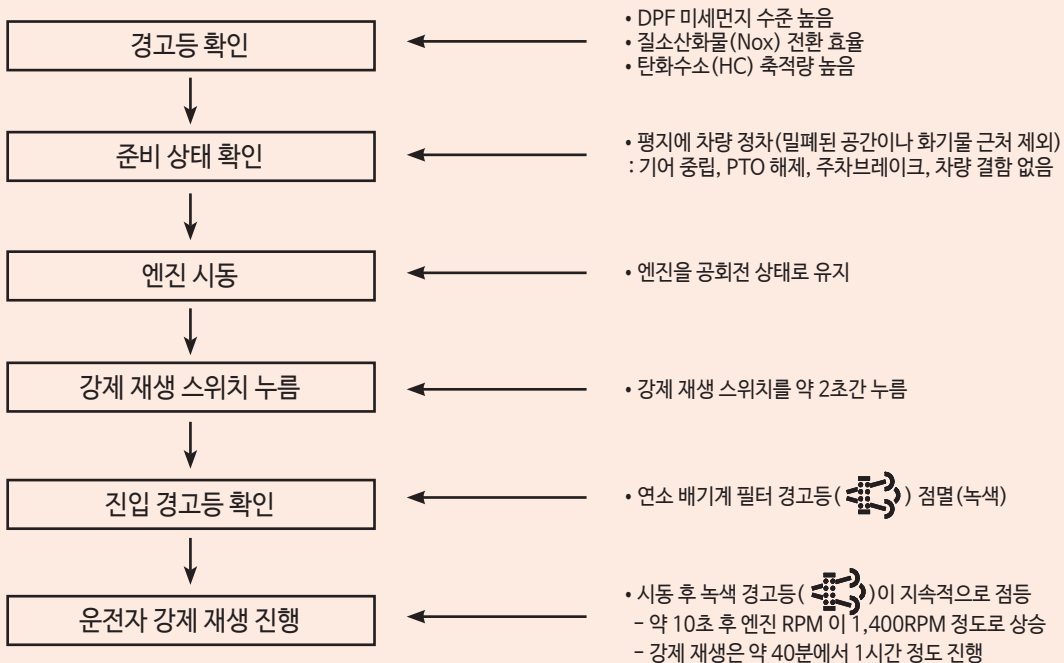 경고등 확인
• DPF 미세먼지 수준 높음
• 질소산화물(Nox) 전환 효율
• 탄화수소(HC) 축적량 높음
준비 상태 확인
• 평지에 차량 정차(밀폐된 공간이나 화기물 근처 제외)
: 기어 중립, PTO 해제, 주차브레이크, 차량 결함 없음
엔진 시동
• 엔진을 공회전 상태로 유지
강제 재생 스위치 누름
• 강제 재생 스위치를 약 2초간 누름
진입 경고등 확인
• 연소 배기계 필터 경고등( ) 점멸(녹색)
운전자 강제 재생 진행
• 시동 후 녹색 경고등( )이 지속적으로 점등
- 약 10초 후 엔진 RPM 이 1,400RPM 정도로 상승
- 강제 재생은 약 40분에서 1시간 정도 진행